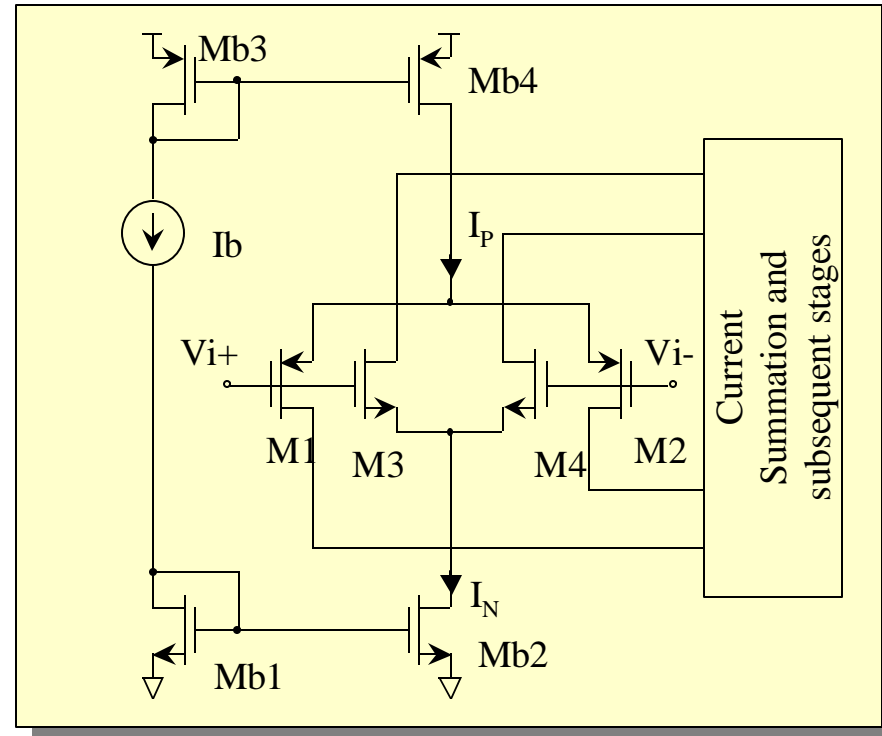 Mb3
Mb4
Ib
I_P
Vi+
Vi-
M1
M3
M4
M2
Current
Summation and
subsequent stages
I_N
Mb1
Mb2